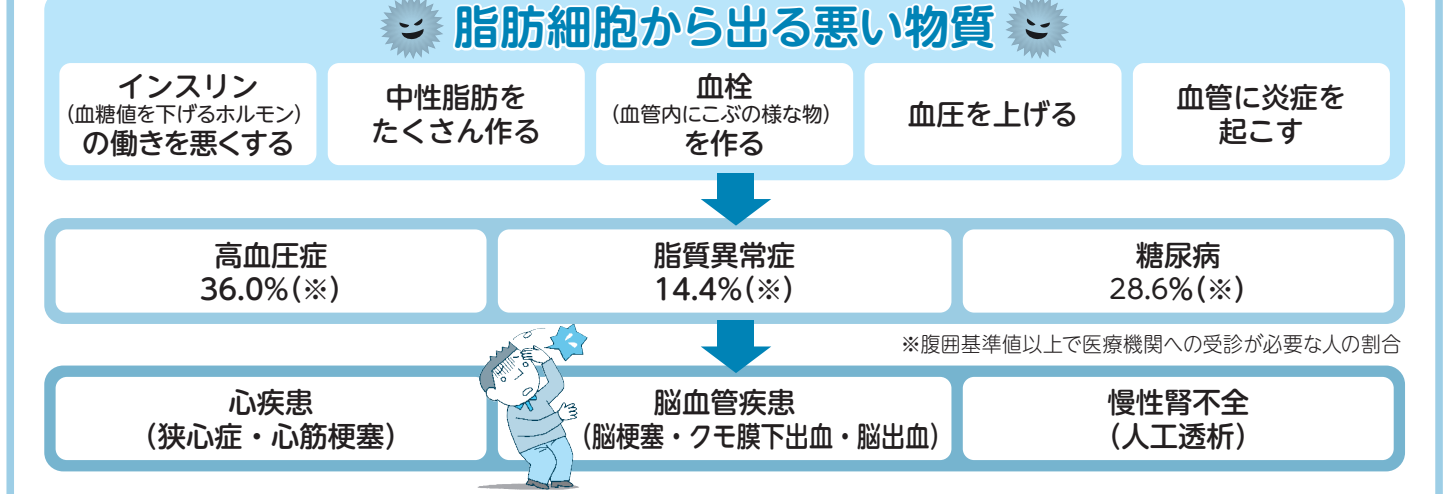 脂肪細胞から出る悪い物質
インスリン
(血糖値を下げるホルモン)
の働きを悪くする
中性脂肪を
たくさん作る
血栓
(血管内にこぶの様な物)
を作る
血圧を上げる
血管に炎症を
起こす
高血圧症
36.0%(※)
脂質異常症
14.4%(※)
糖尿病
28.6%(※)
※腹囲基準値以上で医療機関への受診が必要な人の割合
心疾患
（狭心症・心筋梗塞）
脳血管疾患
（脳梗塞・クモ膜下出血・脳出血）
慢性腎不全
（人工透析）